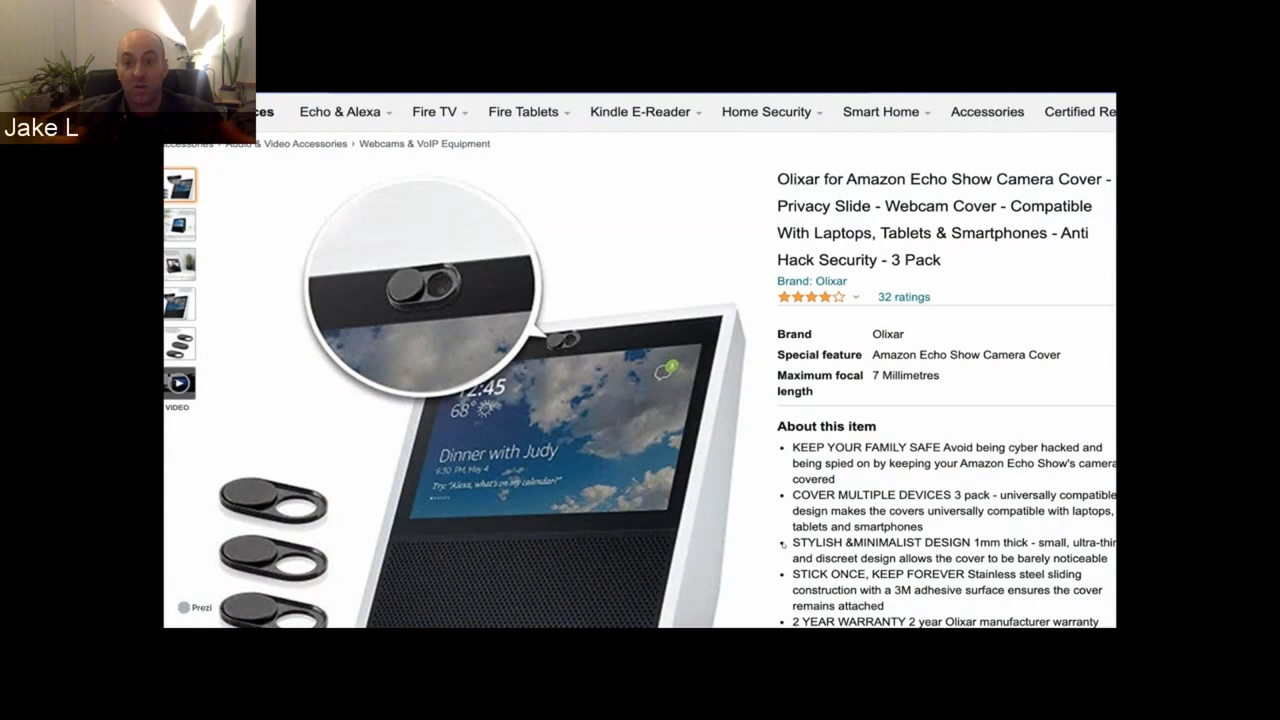 Jake L
ces Echo & Alexa Fire TV Fire Tablets Kindle E-Reader Home Security Smart Home Accessories Certified Re
ccessories › Audio & Video Accessories › Webcams & VoIP Equipment
Olixar for Amazon Echo Show Camera Cover -
Privacy Slide - Webcam Cover - Compatible
With Laptops, Tablets & Smartphones - Anti
Hack Security - 3 Pack
Brand: Olixar
32 ratings
Brand Olixar
Special feature Amazon Echo Show Camera Cover
Maximum focal 7 Millimetres
length
About this item
• KEEP YOUR FAMILY SAFE Avoid being cyber hacked and
being spied on by keeping your Amazon Echo Show's camera
covered
• COVER MULTIPLE DEVICES 3 pack - universally compatible
design makes the covers universally compatible with laptops,
tablets and smartphones
• STYLISH &MINIMALIST DESIGN 1mm thick - small, ultra-thin
and discreet design allows the cover to be barely noticeable
• STICK ONCE, KEEP FOREVER Stainless steel sliding
construction with a 3M adhesive surface ensures the cover
remains attached
• 2 YEAR WARRANTY 2 year Olixar manufacturer warranty
VIDEO
12:45
68°
Dinner with Judy
6:30 PM, May 4
Try: "Alexa, what's on my calendar?"
Prezi